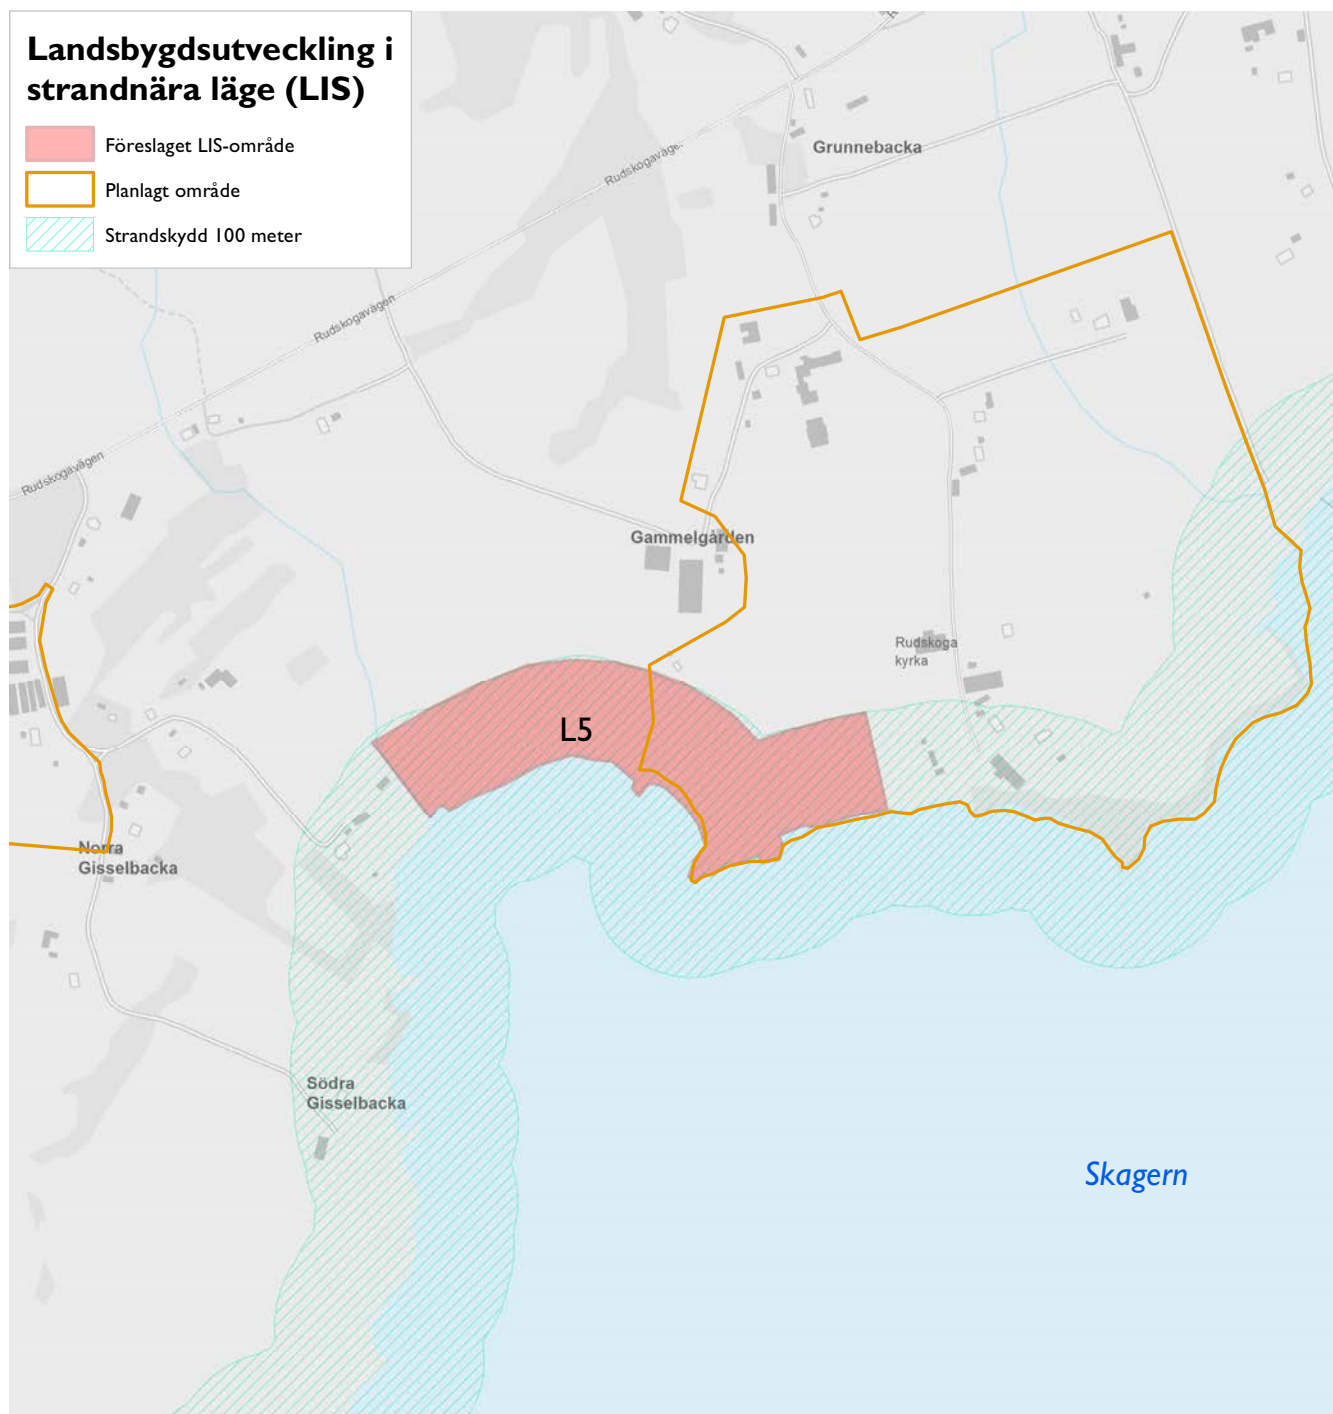 Landsbygdsutveckling i
strandnära läge (LIS)
Föreslaget LIS-område
Planlagt område
Strandskydd 100 meter
Grunnebacka
Rudskogaväge
Rudskogavägen
Rudskogavägen
Gammelgården
Rudskoga
kyrka
L5
Norra
Gisselbacka
Södra
Gisselbacka
Skagern